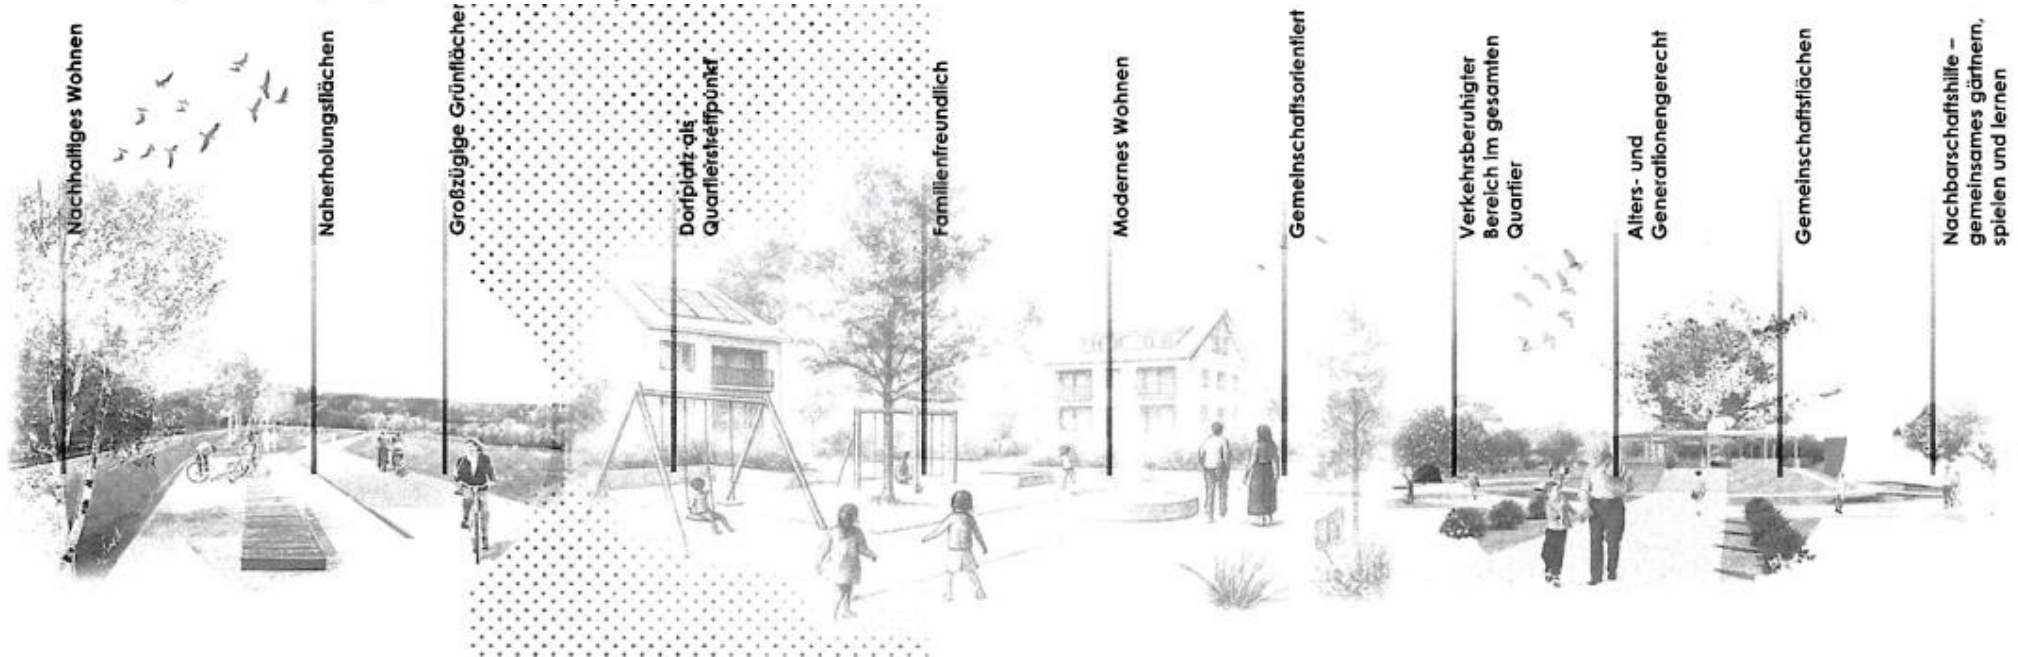 Nachhaltiges Wohnen
Naherholungsflächen
Großzügige Grünflächen
Dorfplatz als
Quartierstreffpunkt
Familienfreundlich
Modernes Wohnen
Gemeinschaftsorientiert
Verkehrsberuhigter
Bereich im gesamten
Quartier
Alters- und
Generationengerecht
Gemeinschaftsflächen
Nachbarschaftshilfe –
gemeinsames gärtnern,
spielen und lernen